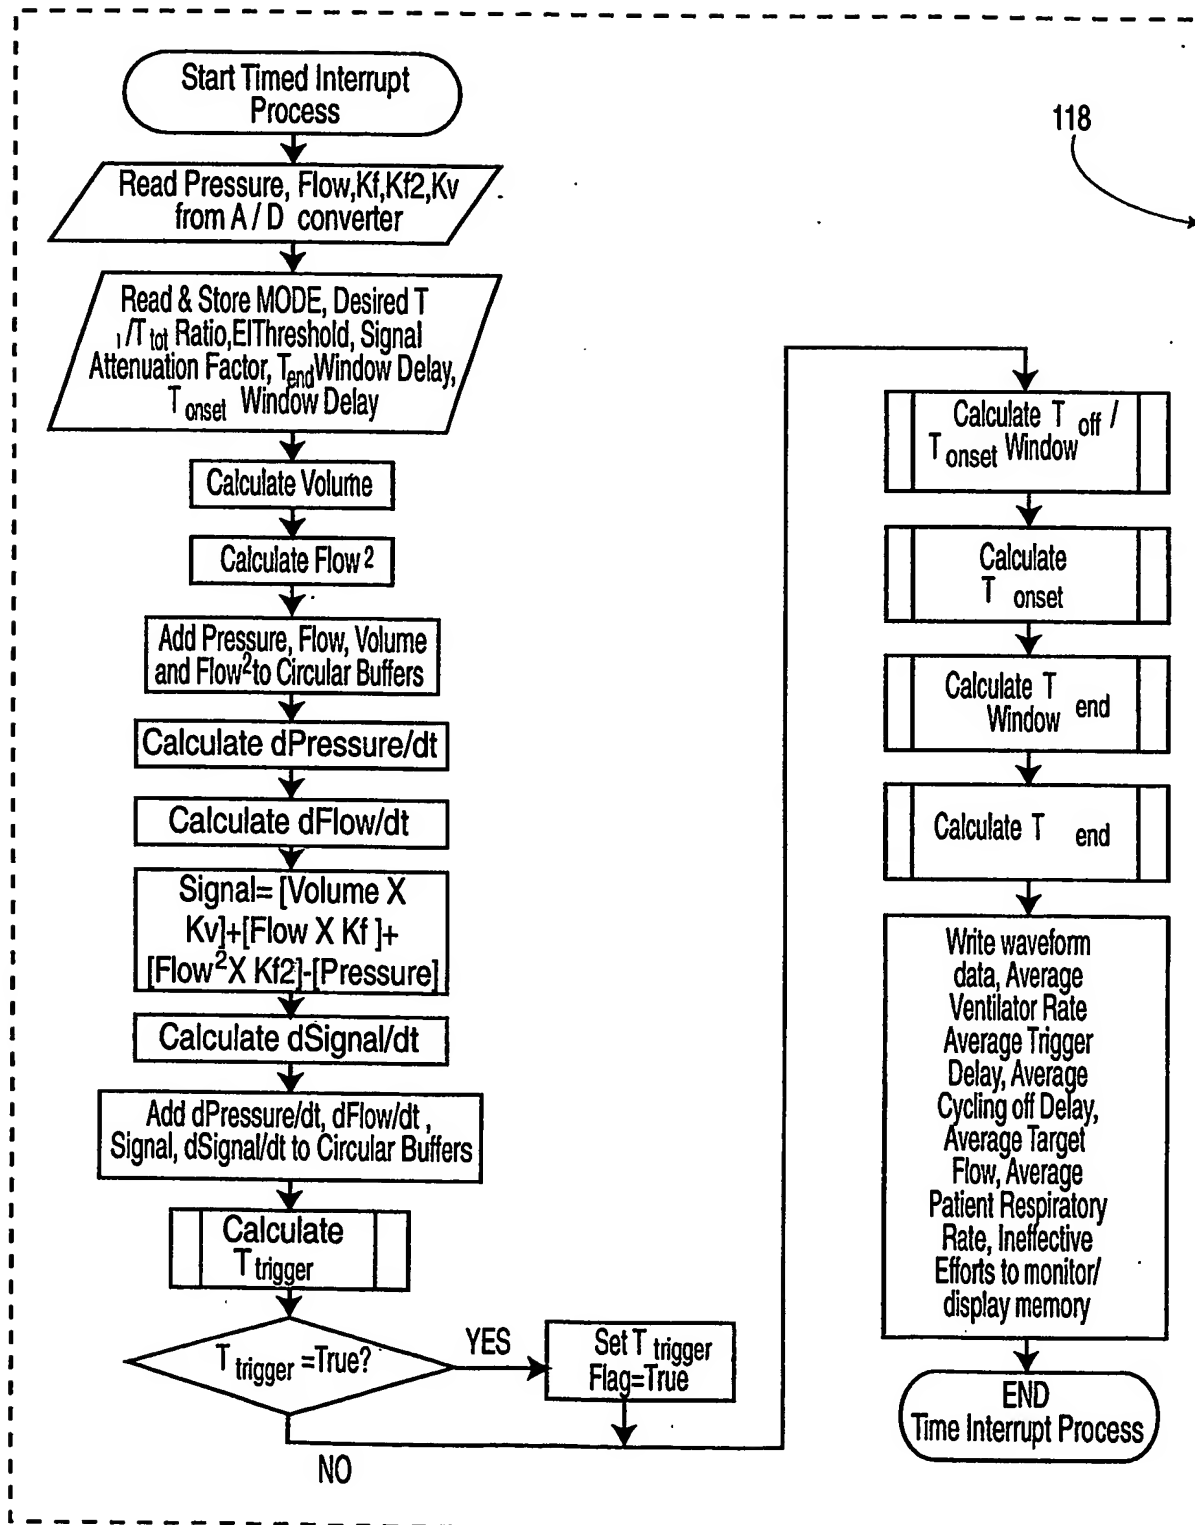 Start Timed Interrupt
Process
118
Read Pressure, Flow,Kf,Kf2,Kv
from A / D converter
Read & Store MODE, Desired T
ı /T tot Ratio,EIThreshold, Signal
Attenuation Factor, TendWindow Delay,
T onset Window Delay
Calculate Volume
Calculate Flow 2
Add Pressure, Flow, Volume
and Flow2to Circular Buffers
Calculate dPressure/dt
Calculate dFlow/dt
Signal= [Volume X
Kv]+[Flow X Kf ]+
[Flow2X Kf2]-[Pressure]
Calculate dSignal/dt
Add dPressure/dt, dFlow/dt ,
Signal, dSignal/dt to Circular Buffers
Calculate
T trigger
T trigger =True?
YES
NO
Set T trigger
Flag=True
Calculate T off /
T onset Window
Calculate
T onset
Calculate T end
Window
Calculate T end
Write waveform
data, Average
Ventilator Rate
Average Trigger
Delay, Average
Cycling off Delay,
Average Target
Flow, Average
Patient Respiratory
Rate, Ineffective
Efforts to monitor/
display memory
END
Time Interrupt Process